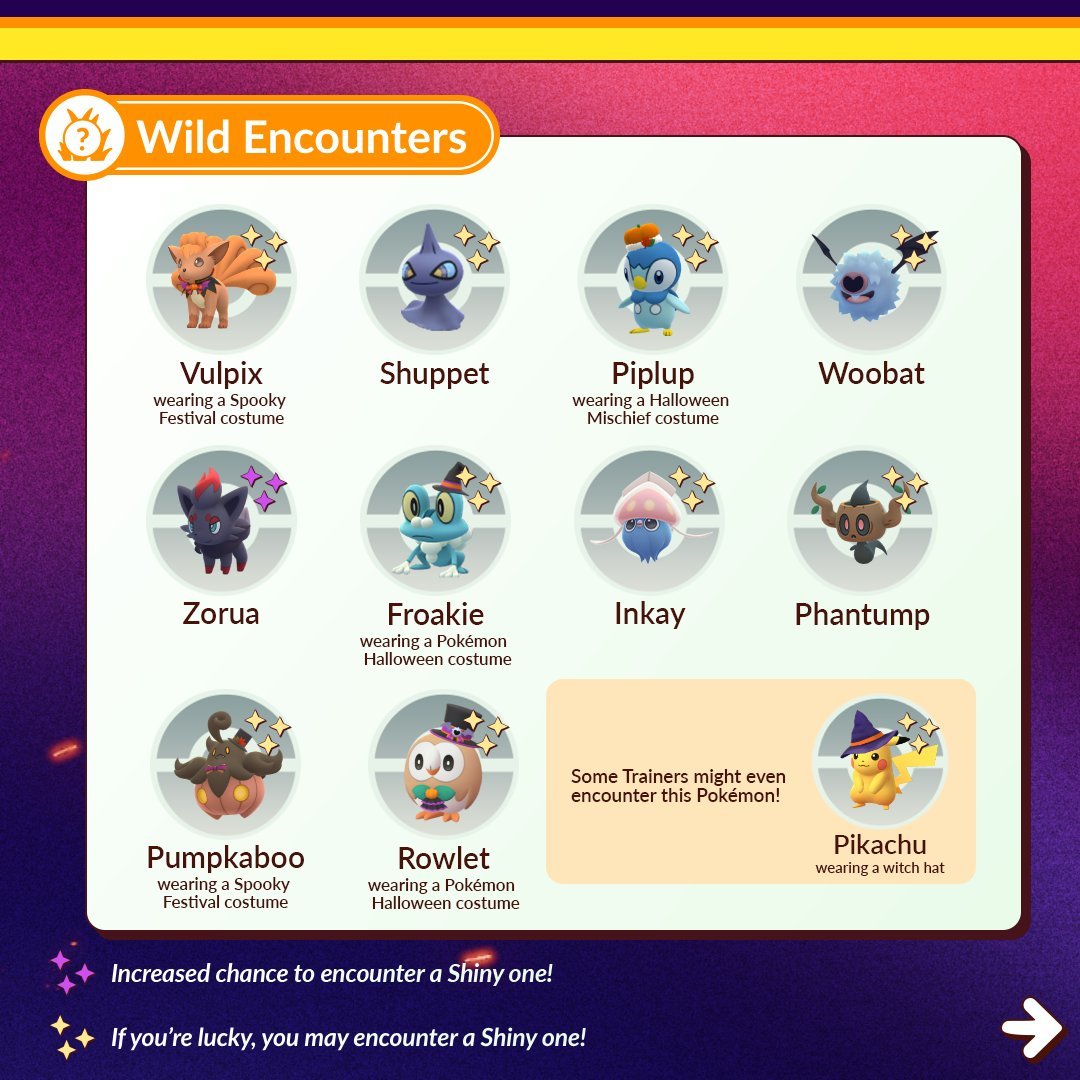 ?
Wild Encounters
Vulpix
wearing a Spooky
Festival costume
Shuppet
Piplup
wearing a Halloween
Mischief costume
Woobat
Zorua
Froakie
wearing a Pokémon
Halloween costume
Inkay
Phantump
Pumpkaboo
wearing a Spooky
Festival costume
Rowlet
wearing a Pokémon
Halloween costume
Some Trainers might even
encounter this Pokémon!
Pikachu
wearing a witch hat
Increased chance to encounter a Shiny one!
If you're lucky, you may encounter a Shiny one!